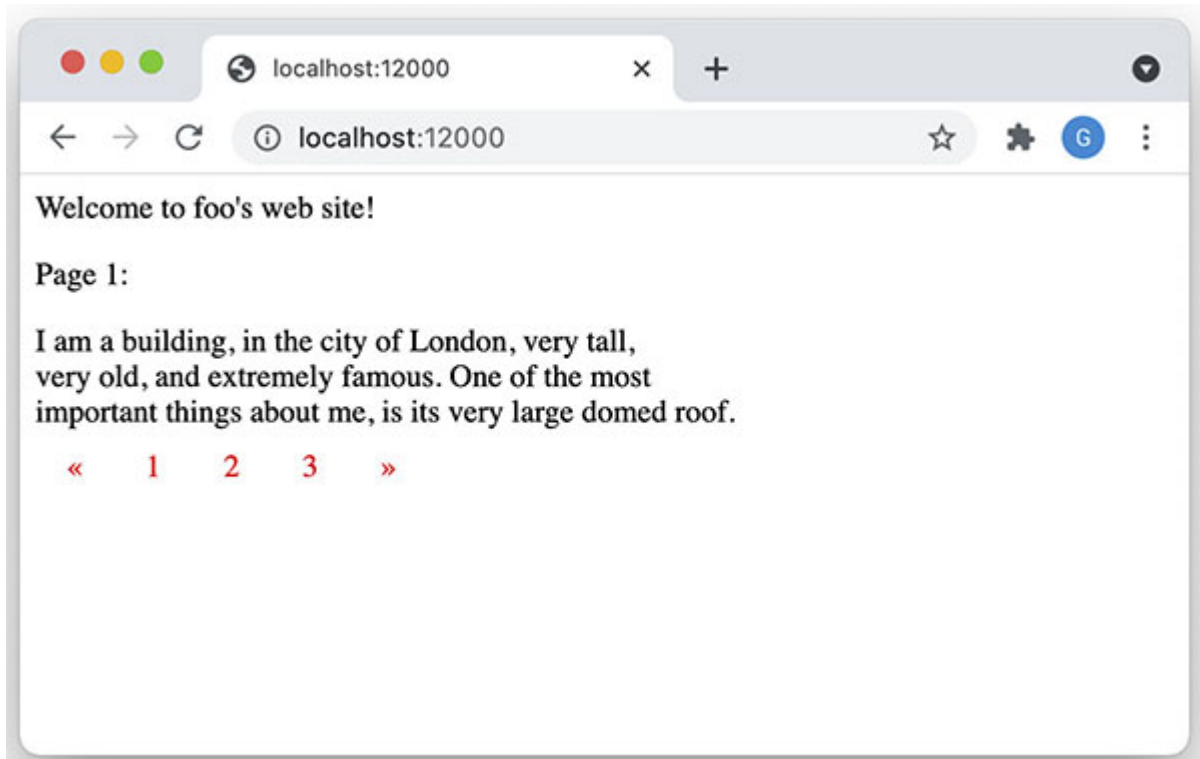 localhost:12000
localhost:12000
G
Welcome to foo's web site!
Page 1:
I am a building, in the city of London, very tall,
very old, and extremely famous. One of the most
important things about me, is its very large domed roof.
« 1 2 3 »